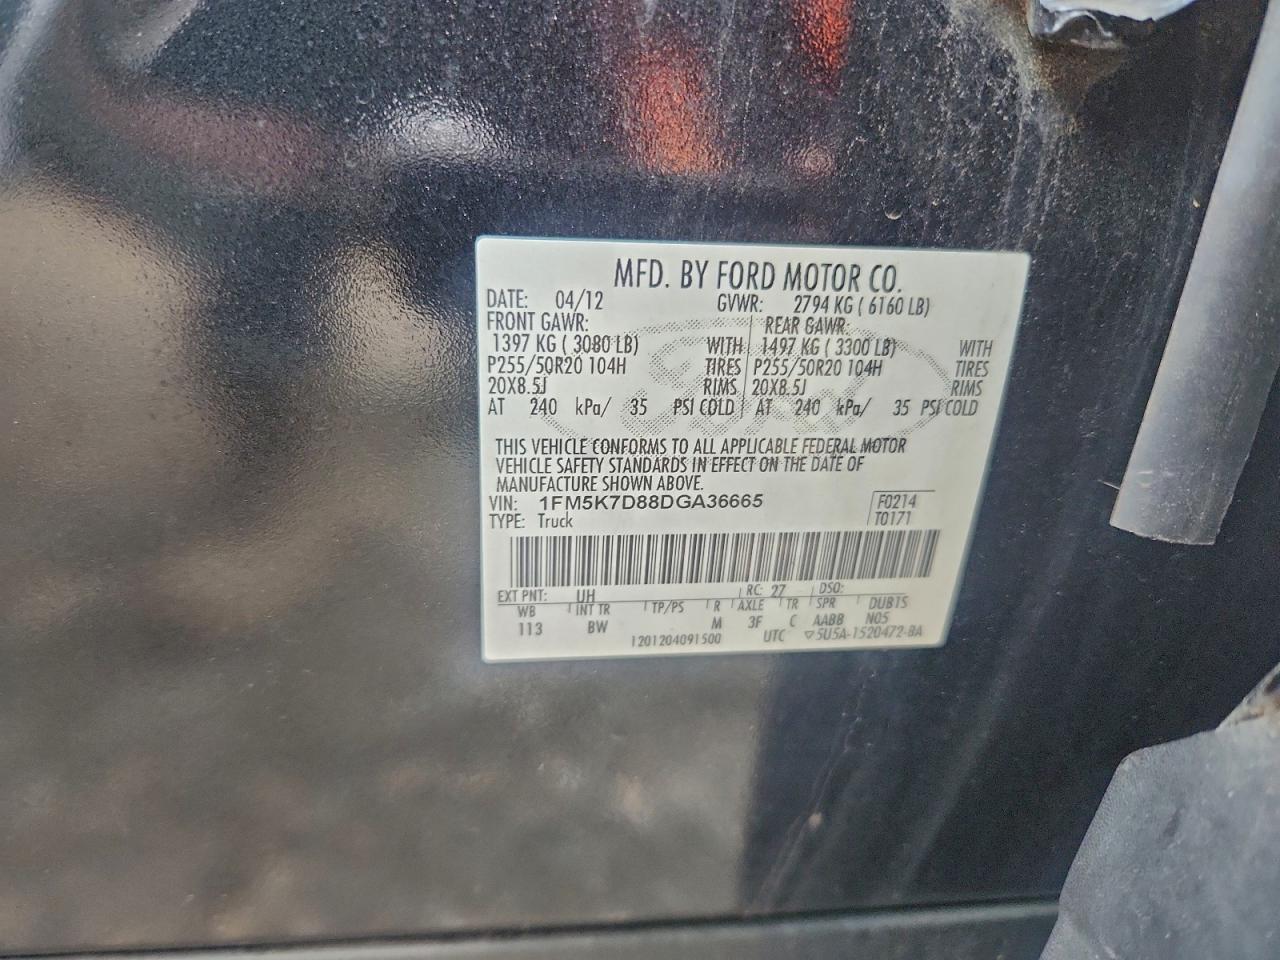 MFD. BY FORD MOTOR CO.
DATE: 04/12 GVWR: 2794 KG ( 6160 LB)
FRONT GAWR: REAR GAWR:
1397 KG ( 3080 LB) WITH 1497 KG ( 3300 LB) WITH
P255/50R20 104H TIRES P255/50R20 104H TIRES
20X8.5J RIMS 20X8.5J RIMS
AT 240 kPa/ 35 PSI COLD AT 240 kPa/ 35 PSI COLD
THIS VEHICLE CONFORMS TO ALL APPLICABLE FEDERAL MOTOR
VEHICLE SAFETY STANDARDS IN EFFECT ON THE DATE OF
MANUFACTURE SHOWN ABOVE.
VIN: 1FM5K7D88DGA36665 F0214
TYPE: Truck T0171
EXT PNT: UH RC: 27 DSO:
WB INT TR TP/PS R AXLE TR SPR DUB1S
113 BW M 3F C AABB N05
1201204091500 UTC ▽5U5A-1520472-BA